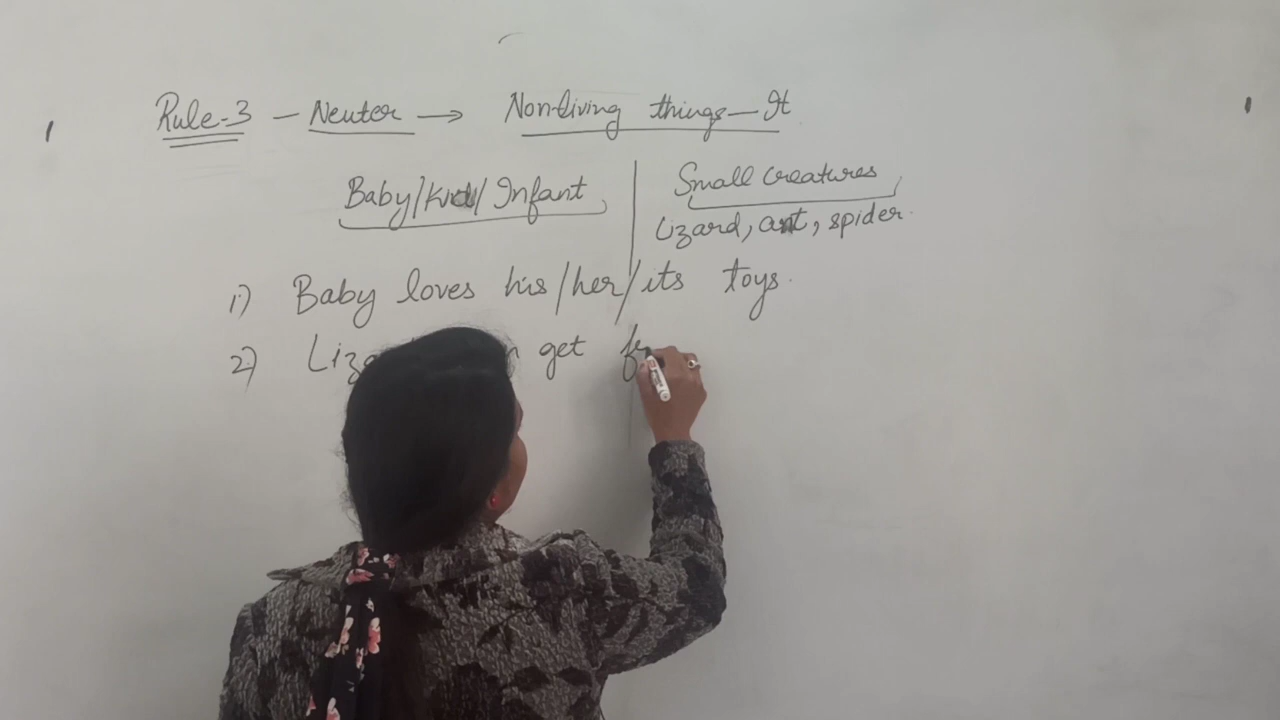 Rule-3 – Neuter → Non-living things – It
Baby/Kid/Infant
Small creatures
Lizard, ant, spider.
1) Baby loves his/her/its toys.
2) get